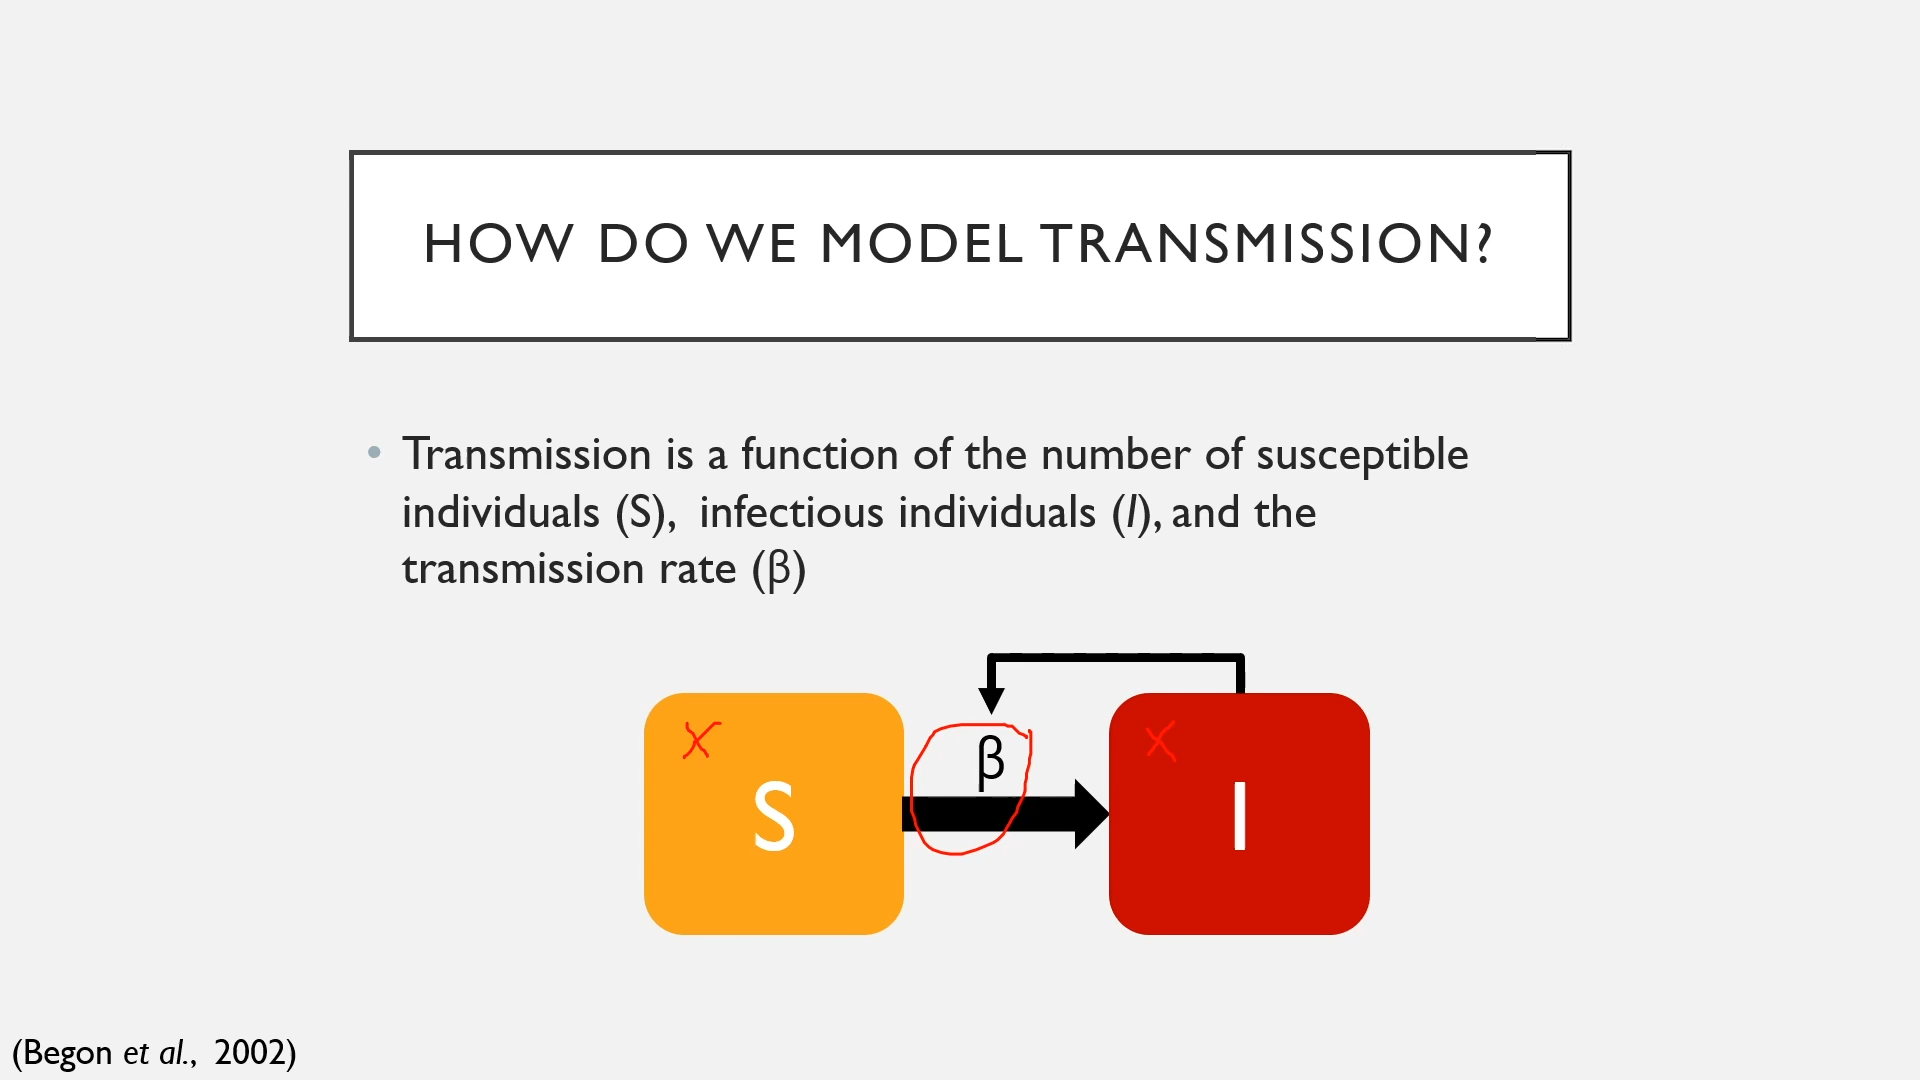 HOW DO WE MODEL TRANSMISSION?
• Transmission is a function of the number of susceptible
individuals (S),  infectious individuals (I), and the
transmission rate (β)
β
X
X
S
I
(Begon et al.,  2002)